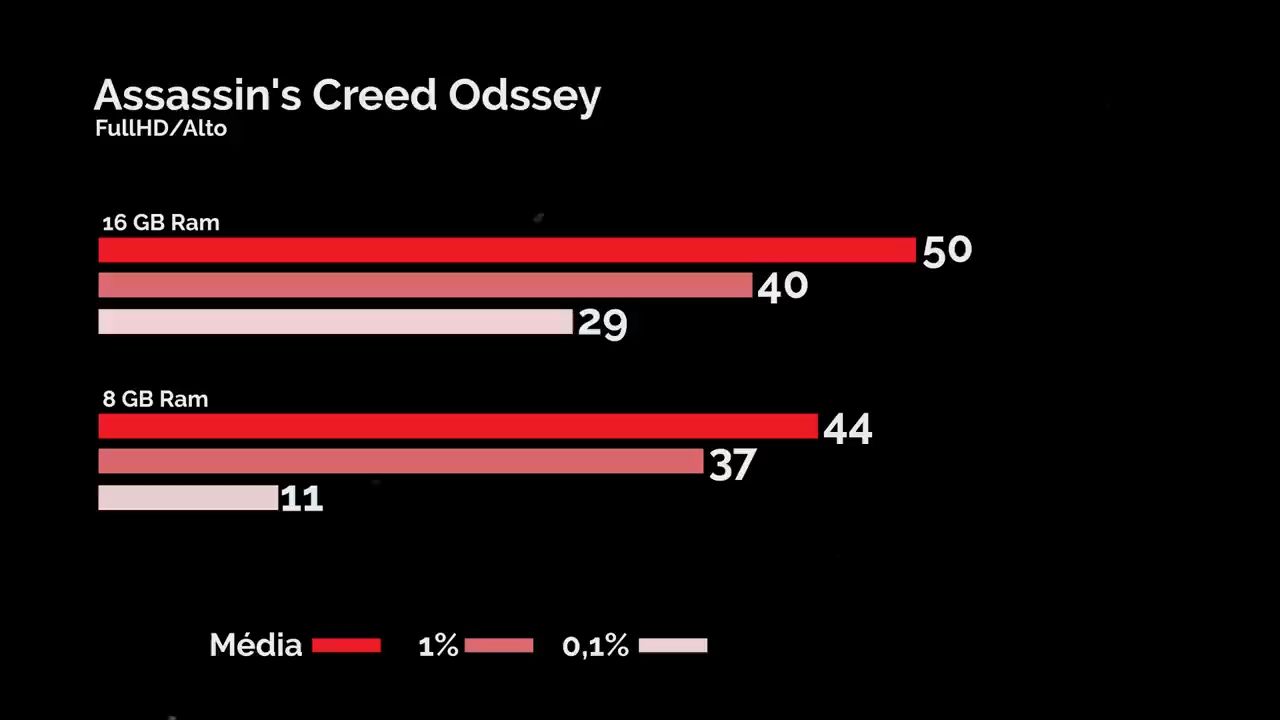 Assassin's Creed Odssey
FullHD/Alto
16 GB Ram
50
40
29
8 GB Ram
44
37
11
Média 1% 0,1%